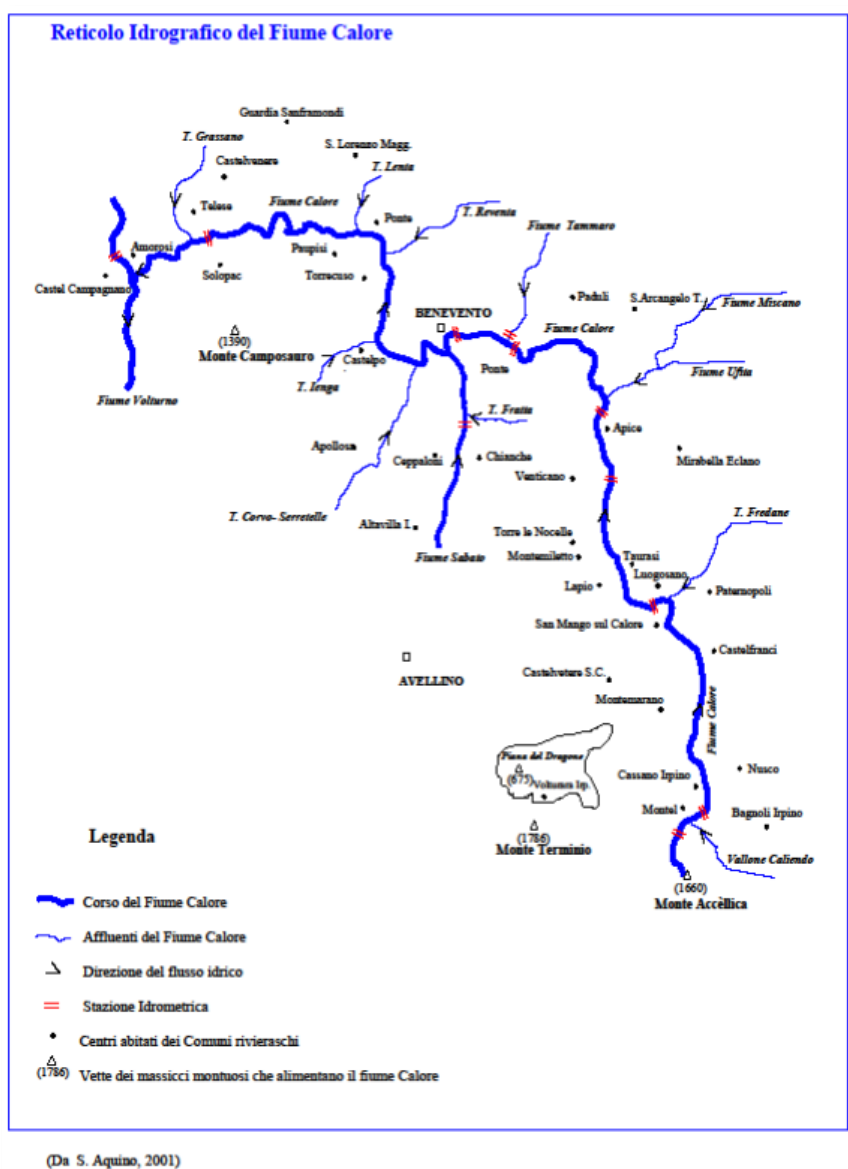 Reticolo Idrografico del Fiume Calore
Guardia Sanframondi
T. Grassano
S. Lorenzo Magg.
Castelvenere
T. Lenta
Fiume Calore
Telese
Ponte
T. Reventa
Fiume Tammaro
Amorosi
Paupisi
Solopac
Torrecuso
Castel Campagnano
Paduli
S.Arcangelo T.
Fiume Miscano
BENEVENTO
Fiume Calore
(1390)
Monte Camposauro
Castelpo
Ponte
Fiume Ufita
T. Ienga
Fiume Volturno
T. Fratta
Apice
Apollosa
Ceppaloni
Chianche
Mirabella Eclano
Venticano
T. Corvo- Serretelle
Altavilla I.
T. Fredane
Torre le Nocelle
Fiume Sabato
Montemiletto
Taurasi
Luogosano
Lapio
Paternopoli
San Mango sul Calore
Castelfranci
AVELLINO
Castelvetere S.C.
Montemarano
Fiume Calore
Piana del Dragone
(675)
Volturara Irp.
Cassano Irpino
Nusco
Montel
Bagnoli Irpino
(1786)
Monte Terminio
Vallone Caliendo
(1660)
Monte Accèllica
Legenda
Corso del Fiume Calore
Affluenti del Fiume Calore
Direzione del flusso idrico
Stazione Idrometrica
Centri abitati dei Comuni rivieraschi
(1786) Vette dei massicci montuosi che alimentano il fiume Calore
(Da S. Aquino, 2001)